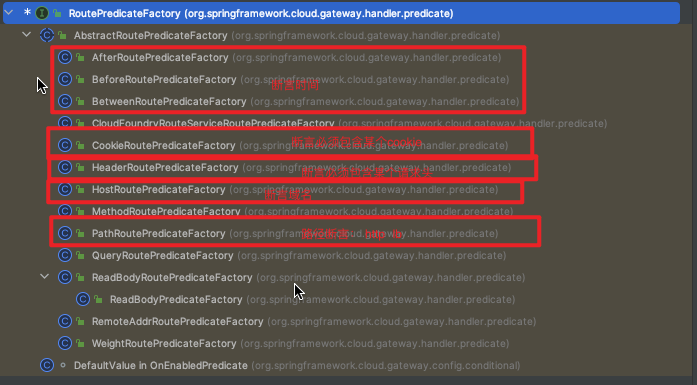 RoutePredicateFactory (org.springframework.cloud.gateway.handler.predicate)
AbstractRoutePredicateFactory (org.springframework.cloud.gateway.handler.predicate)
AfterRoutePredicateFactory (org.springframework.cloud.gateway.handler.predicate)
BeforeRoutePredicateFactory (org.springframework.cloud.gateway.handler.predicate)
断言时间
BetweenRoutePredicateFactory (org.springframework.cloud.gateway.handler.predicate)
CloudFoundryRouteServiceRoutePredicateFactory (org.springframework.cloud.gateway.handler.predicate)
CookieRoutePredicateFactory (org.springframework.cloud.gateway.handler.predicate)
HeaderRoutePredicateFactory (org.springframework.cloud.gateway.handler.predicate)
HostRoutePredicateFactory (org.springframework.cloud.gateway.handler.predicate)
MethodRoutePredicateFactory (org.springframework.cloud.gateway.handler.predicate)
PathRoutePredicateFactory (org.springframework.cloud.gateway.handler.predicate)
QueryRoutePredicateFactory (org.springframework.cloud.gateway.handler.predicate)
ReadBodyRoutePredicateFactory (org.springframework.cloud.gateway.handler.predicate)
ReadBodyPredicateFactory (org.springframework.cloud.gateway.handler.predicate)
RemoteAddrRoutePredicateFactory (org.springframework.cloud.gateway.handler.predicate)
WeightRoutePredicateFactory (org.springframework.cloud.gateway.handler.predicate)
DefaultValue in OnEnabledPredicate (org.springframework.cloud.gateway.config.conditional)